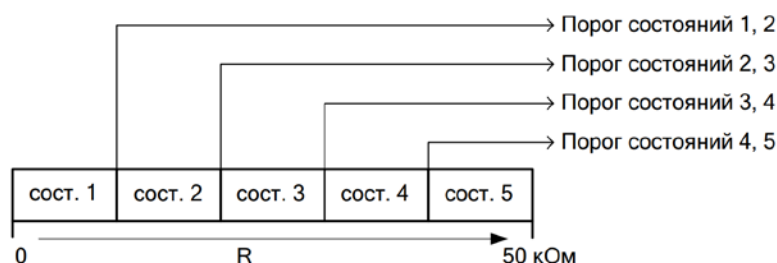 Порог состояний 1, 2
Порог состояний 2, 3
Порог состояний 3, 4
Порог состояний 4, 5
сост. 1 сост. 2 сост. 3 сост. 4 сост. 5
0 R 50 кОм